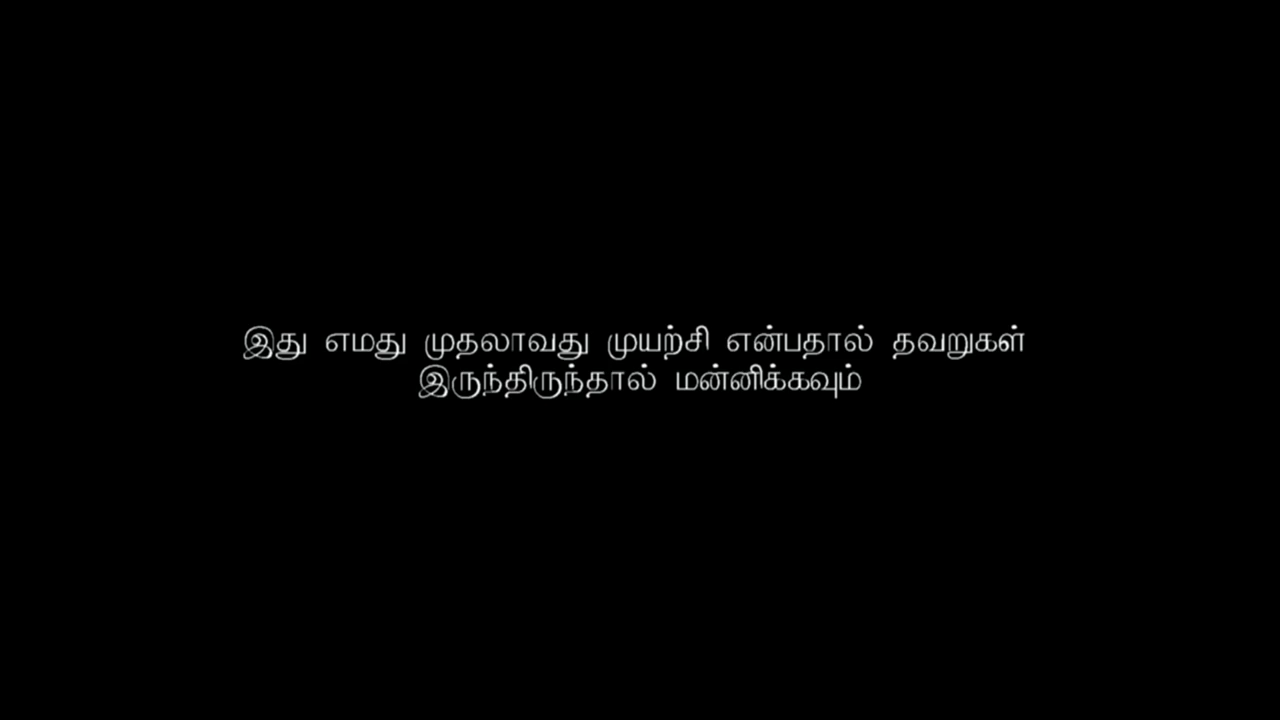 இது எமது முதலாவது முயற்சி என்பதால் தவறுகள்
இருந்திருந்தால் மன்னிக்கவும்